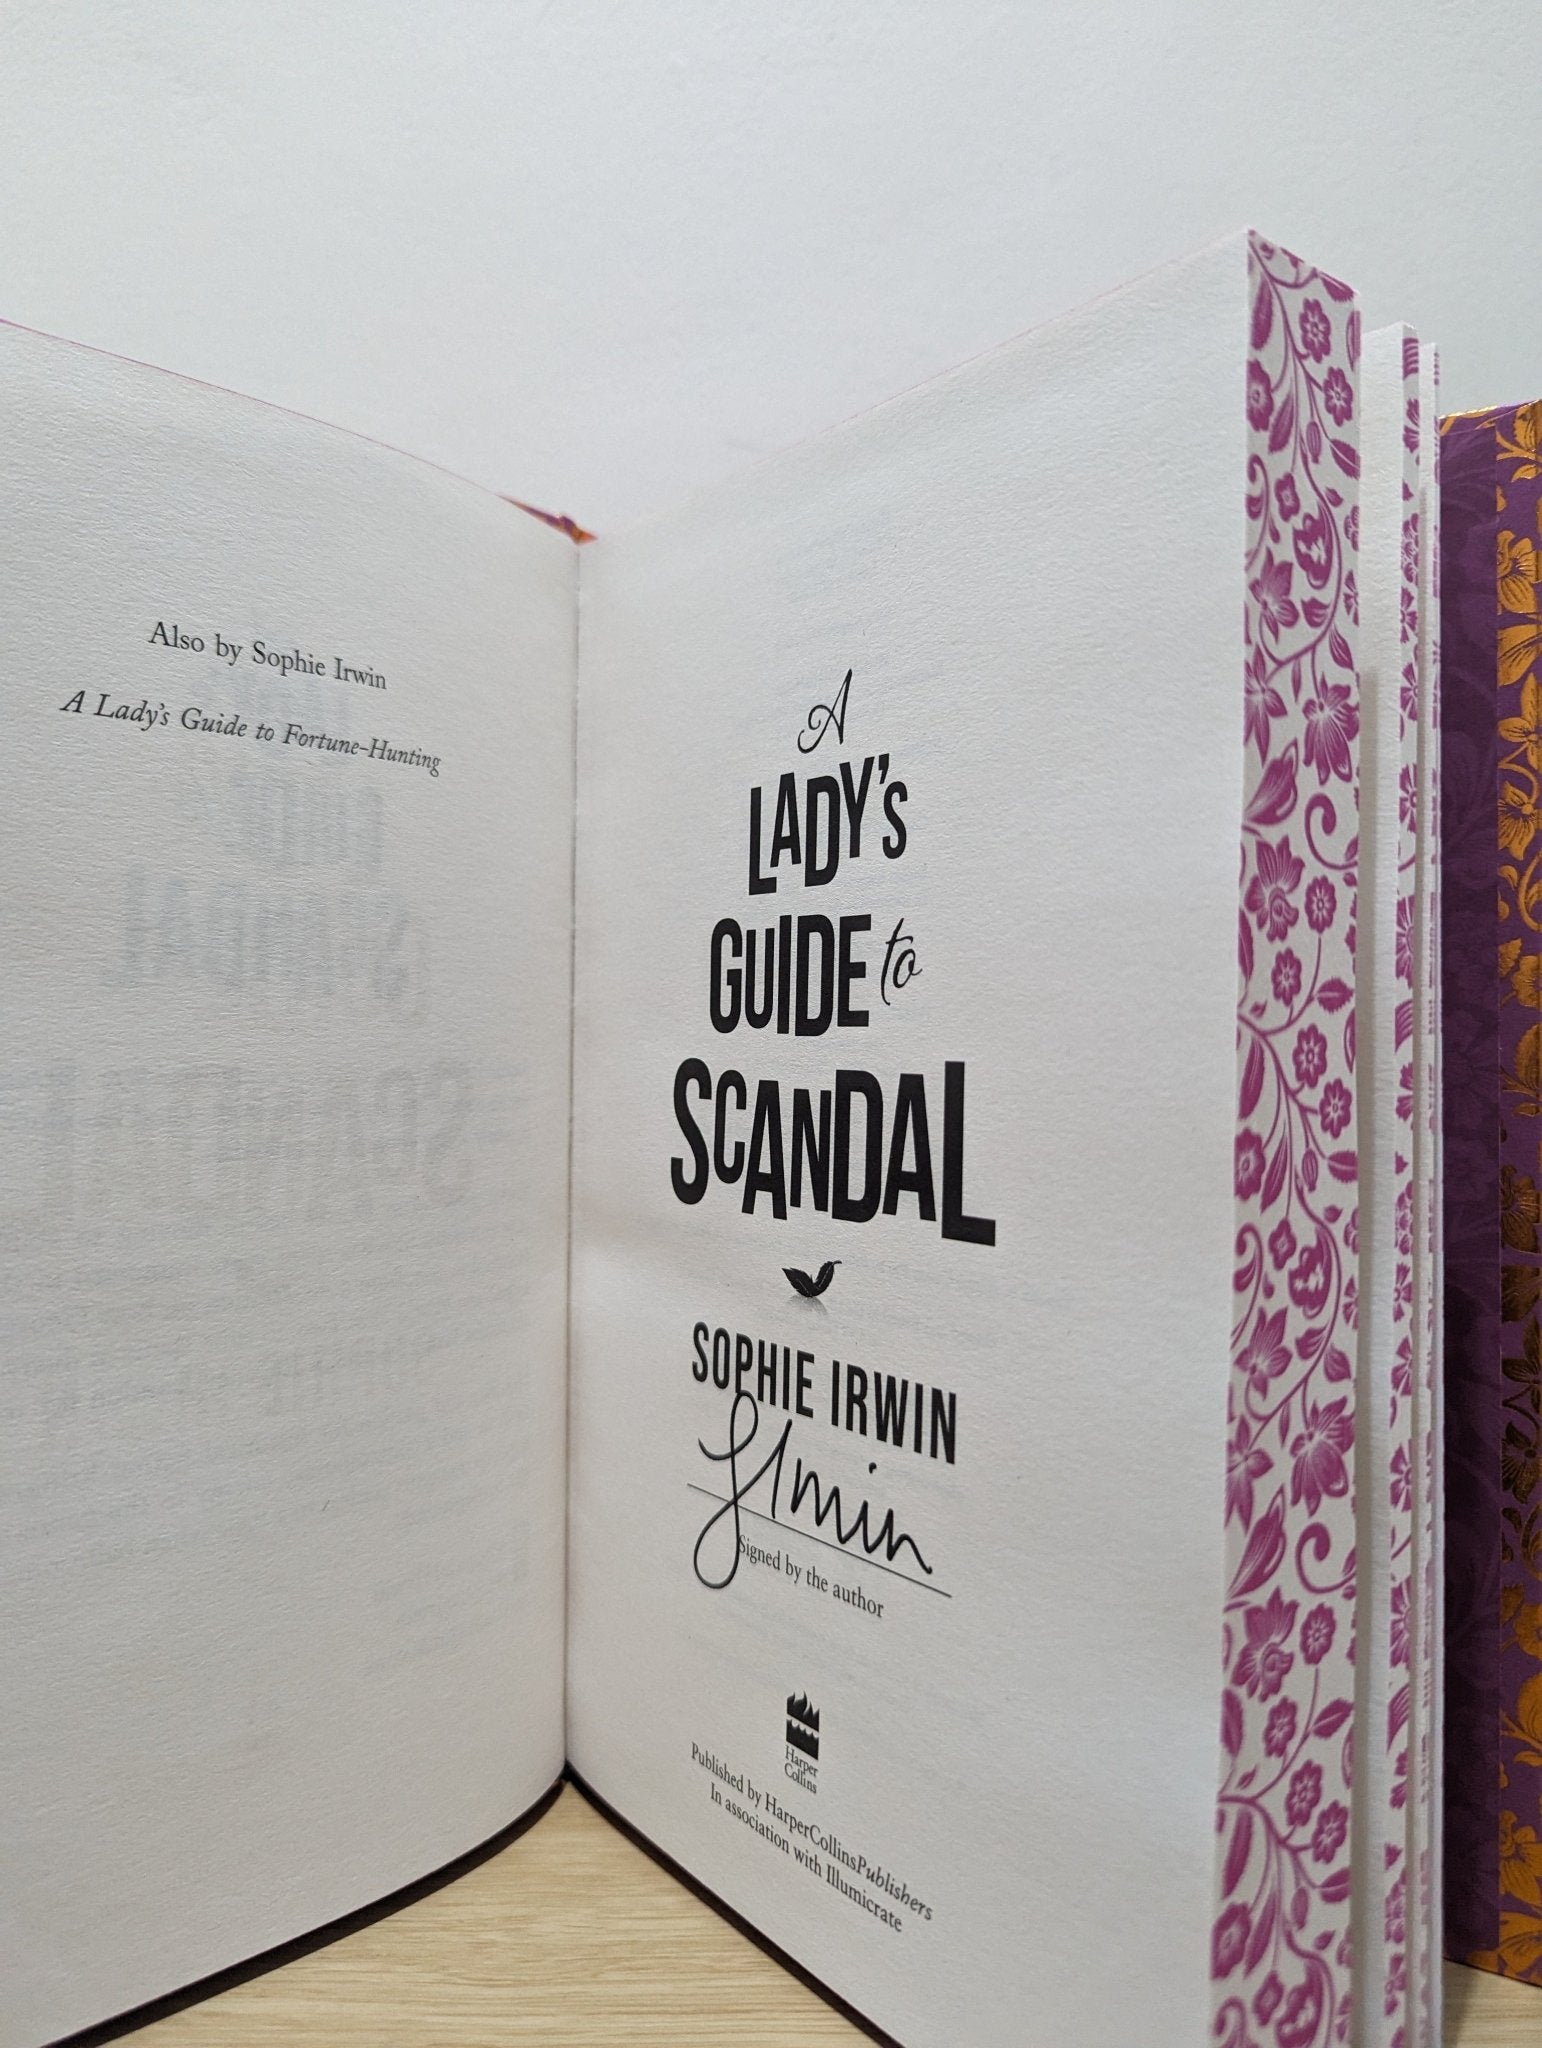 Also by Sophie Irwin
A Lady's Guide to Fortune-Hunting
A
LADY'S
GUIDE to
SCANDAL
SOPHIE IRWIN
S Irwin
Signed by the author
Harper
Collins
Published by HarperCollinsPublishers
In association with Illumicrate